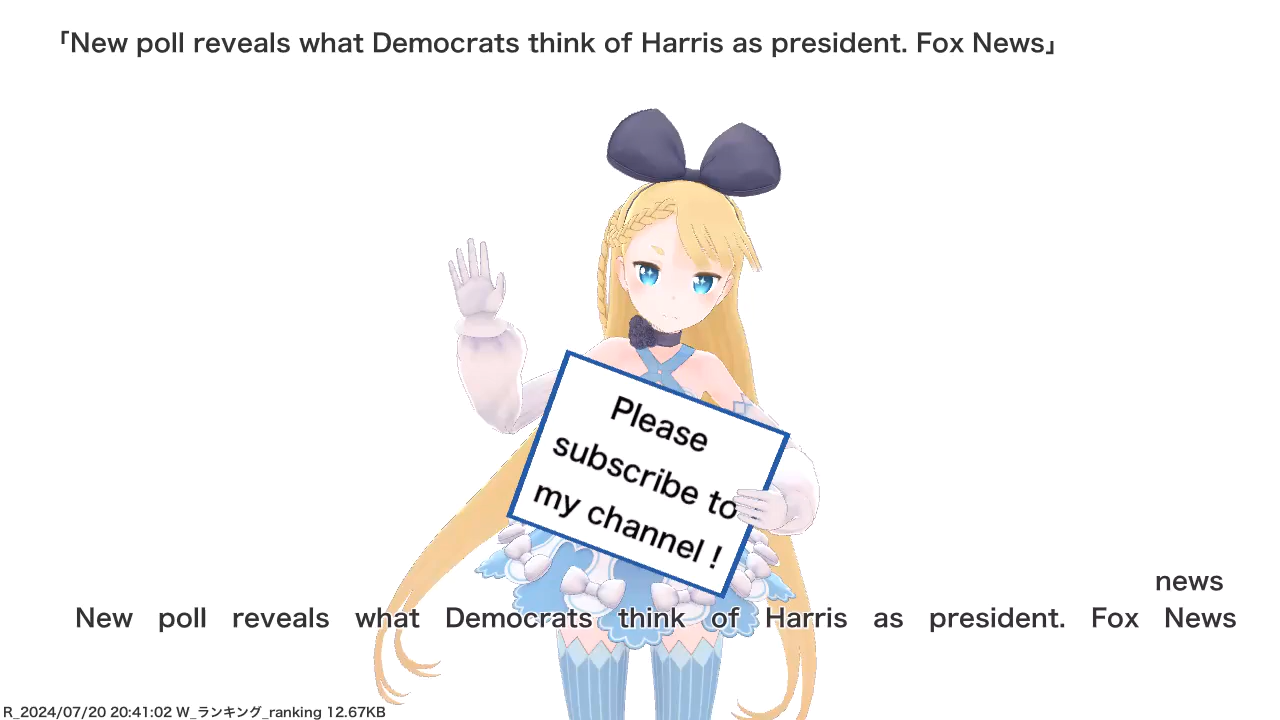 「New poll reveals what Democrats think of Harris as president. Fox News」
Please
subscribe to
my channel !
news
New poll reveals what Democrats think of Harris as president. Fox News
R_2024/07/20 20:41:02 W_ランキング_ranking 12.67KB